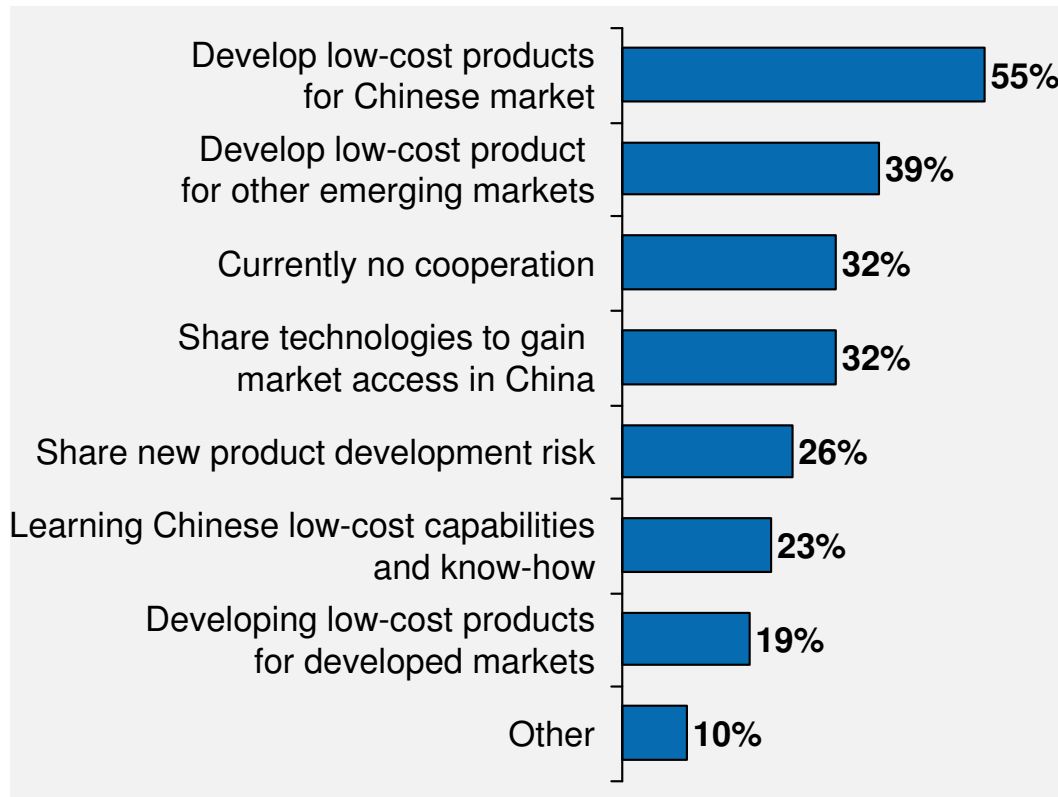 Develop low-cost products
for Chinese market
55%
Develop low-cost product
for other emerging markets
39%
Currently no cooperation
32%
Share technologies to gain
market access in China
32%
Share new product development risk
26%
Learning Chinese low-cost capabilities
and know-how
23%
Developing low-cost products
for developed markets
19%
Other
10%